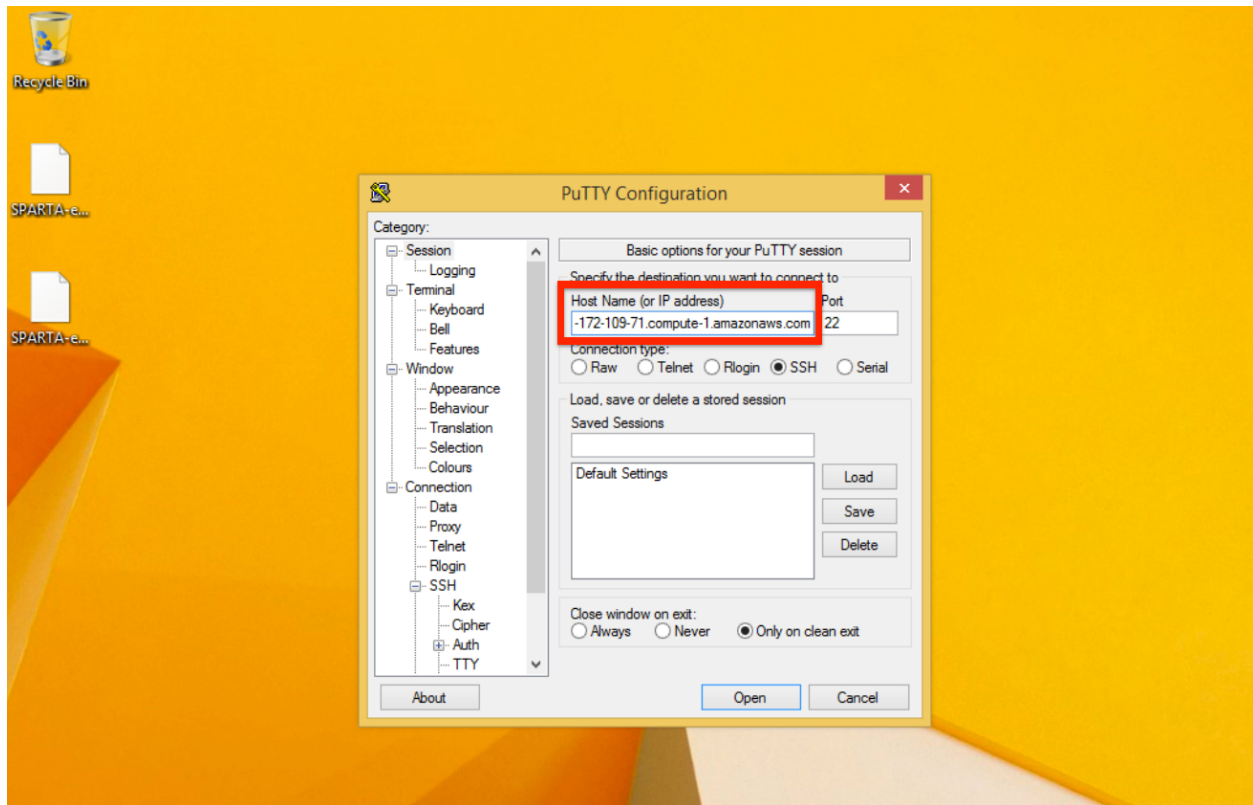 Recycle Bin
SPARTA-e...
SPARTA-e...
PuTTY Configuration
Category:
Session
Logging
Terminal
Keyboard
Bell
Features
Window
Appearance
Behaviour
Translation
Selection
Colours
Connection
Data
Proxy
Telnet
Rlogin
SSH
Kex
Cipher
Auth
TTY
Basic options for your PuTTY session
Specify the destination you want to connect to
Host Name (or IP address) Port
-172-109-71.compute-1.amazonaws.com 22
Connection type:
Raw Telnet Rlogin SSH Serial
Load, save or delete a stored session
Saved Sessions
Default Settings
Load
Save
Delete
Close window on exit:
Always Never Only on clean exit
About Open Cancel